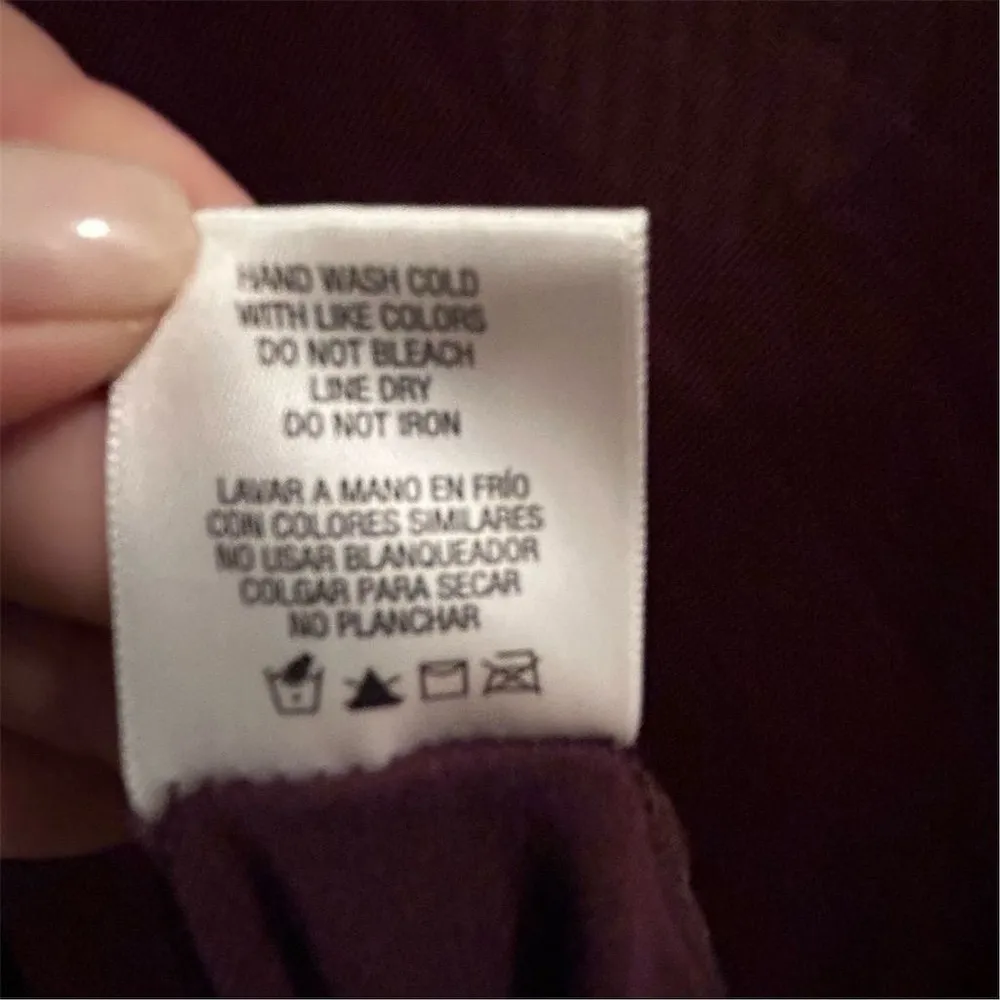 HAND WASH COLD
WITH LIKE COLORS
DO NOT BLEACH
LINE DRY
DO NOT IRON
LAVAR A MANO EN FRÍO
CON COLORES SIMILARES
NO USAR BLANQUEADOR
COLGAR PARA SECAR
NO PLANCHAR